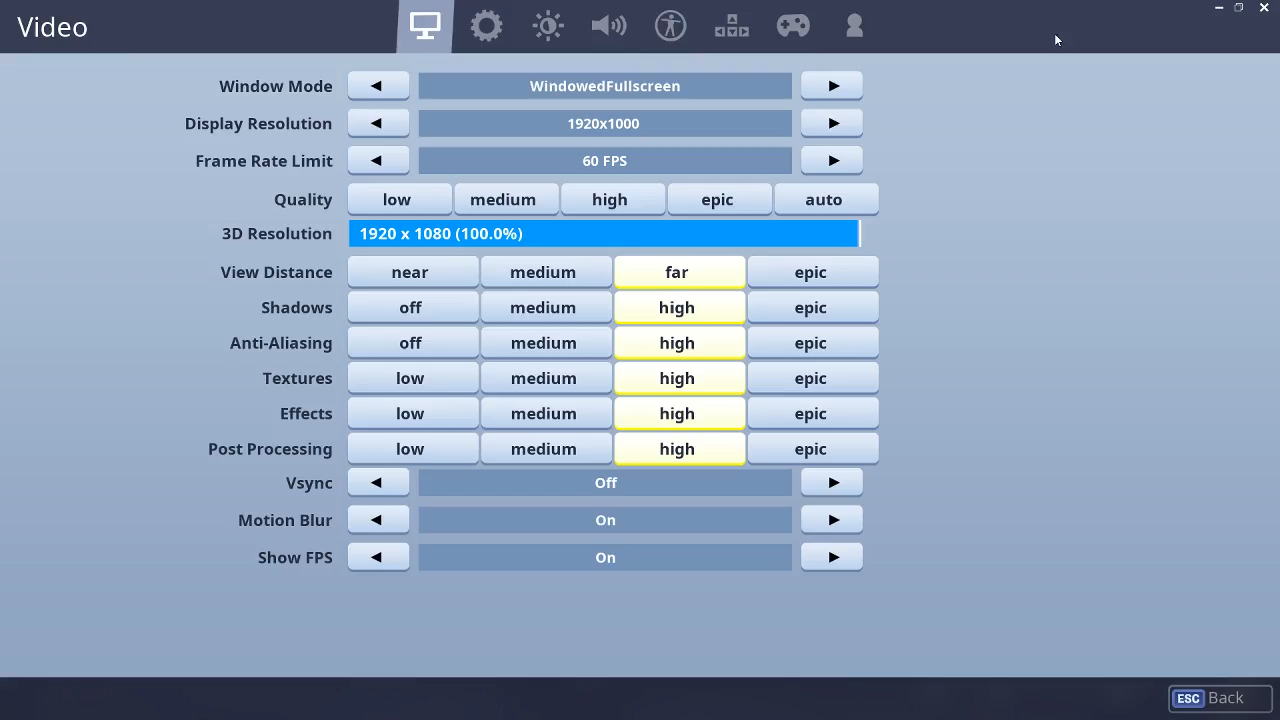 Video
Window Mode ◄ WindowedFullscreen ►
Display Resolution ◄ 1920x1000 ►
Frame Rate Limit ◄ 60 FPS ►
Quality low medium high epic auto
3D Resolution 1920 x 1080 (100.0%)
View Distance near medium far epic
Shadows off medium high epic
Anti-Aliasing off medium high epic
Textures low medium high epic
Effects low medium high epic
Post Processing low medium high epic
Vsync ◄ Off ►
Motion Blur ◄ On ►
Show FPS ◄ On ►
ESC Back